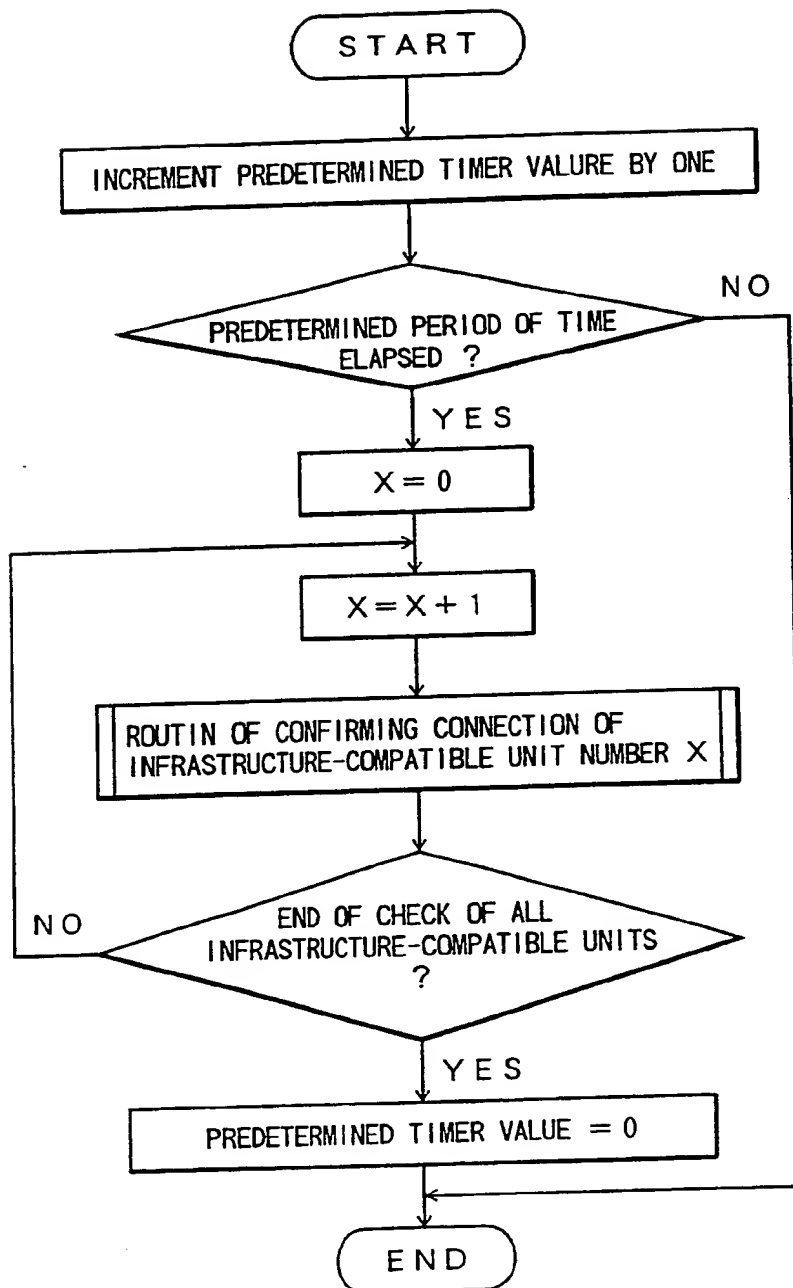 START
INCREMENT PREDETERMINED TIMER VALURE BY ONE
NO
PREDETERMINED PERIOD OF TIME
ELAPSED ?
YES
X = 0
X = X + 1
ROUTIN OF CONFIRMING CONNECTION OF
INFRASTRUCTURE-COMPATIBLE UNIT NUMBER X
NO
END OF CHECK OF ALL
INFRASTRUCTURE-COMPATIBLE UNITS
?
YES
PREDETERMINED TIMER VALUE = 0
END